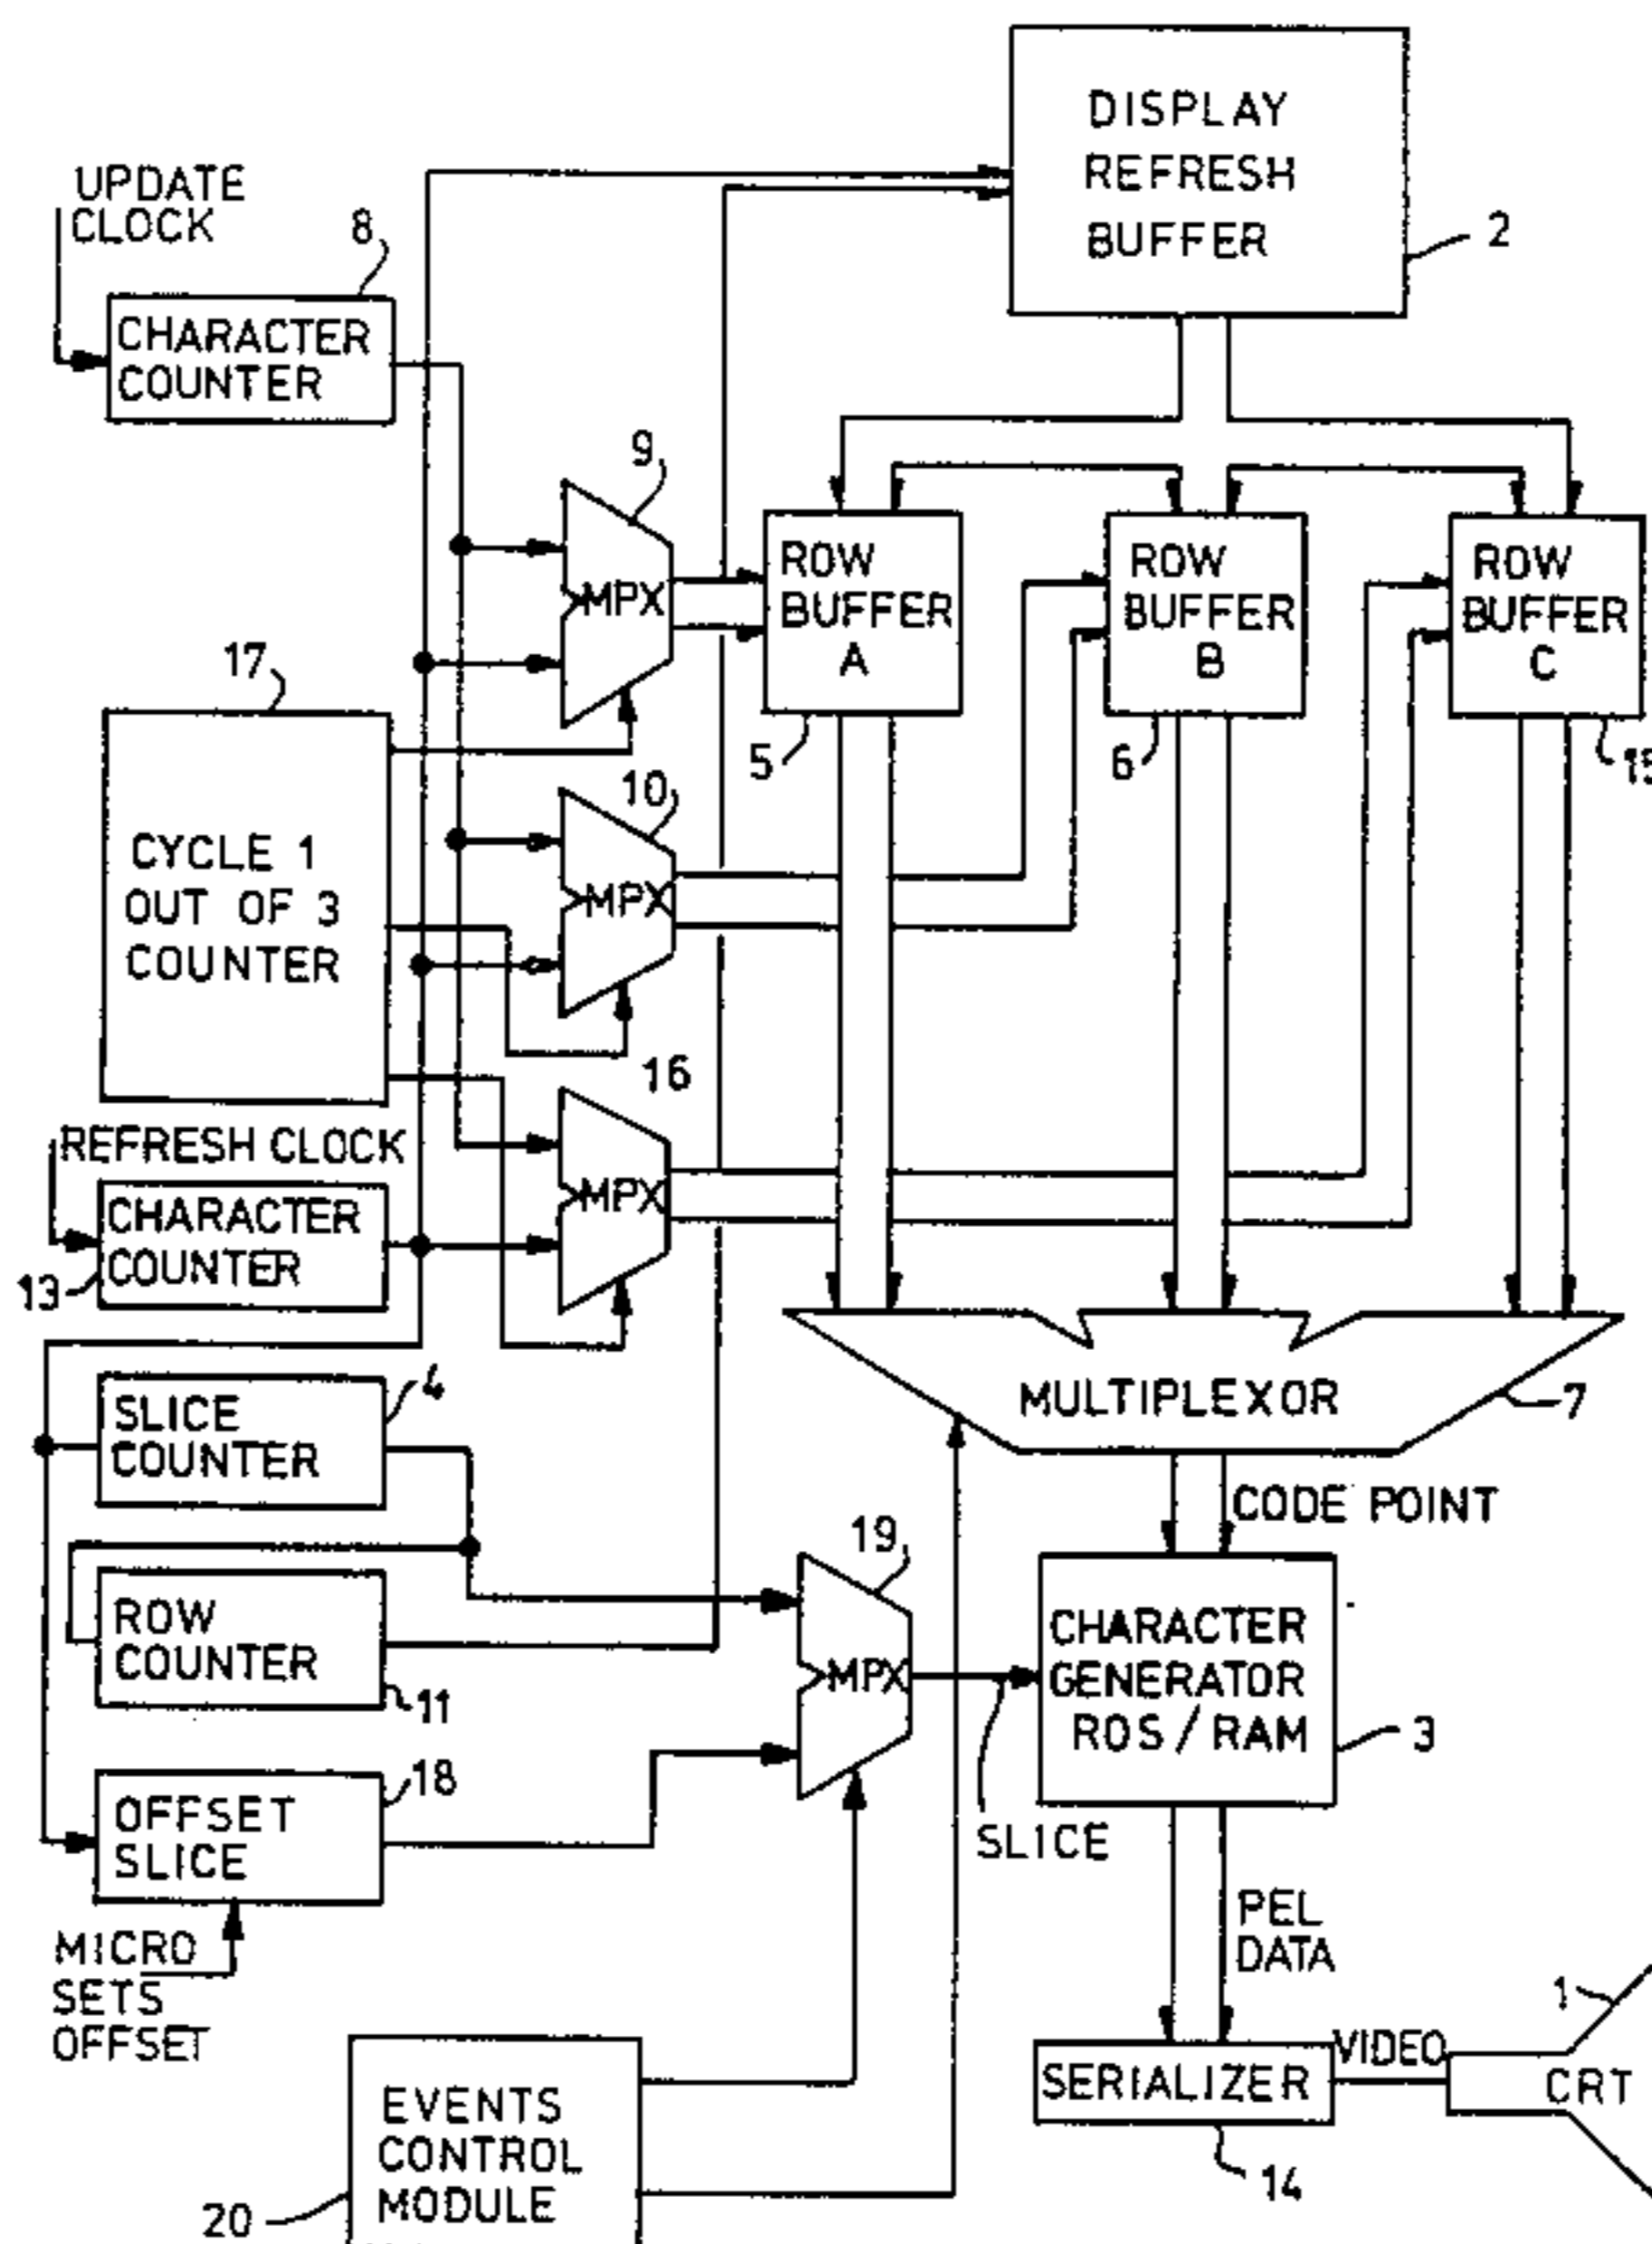 DISPLAY
REFRESH
BUFFER
2
UPDATE
CLOCK
8
CHARACTER
COUNTER
9
MPX
ROW
BUFFER
A
ROW
BUFFER
B
ROW
BUFFER
C
17
5
6
15
10
CYCLE 1
OUT OF 3
COUNTER
MPX
16
REFRESH CLOCK
MPX
CHARACTER
COUNTER
13
4
SLICE
COUNTER
MULTIPLEXOR
7
CODE POINT
19
ROW
COUNTER
11
MPX
CHARACTER
GENERATOR
ROS/RAM
3
18
OFFSET
SLICE
SLICE
MICRO
SETS
OFFSET
PEL
DATA
1
VIDEO
SERIALIZER
CRT
14
EVENTS
CONTROL
MODULE
20